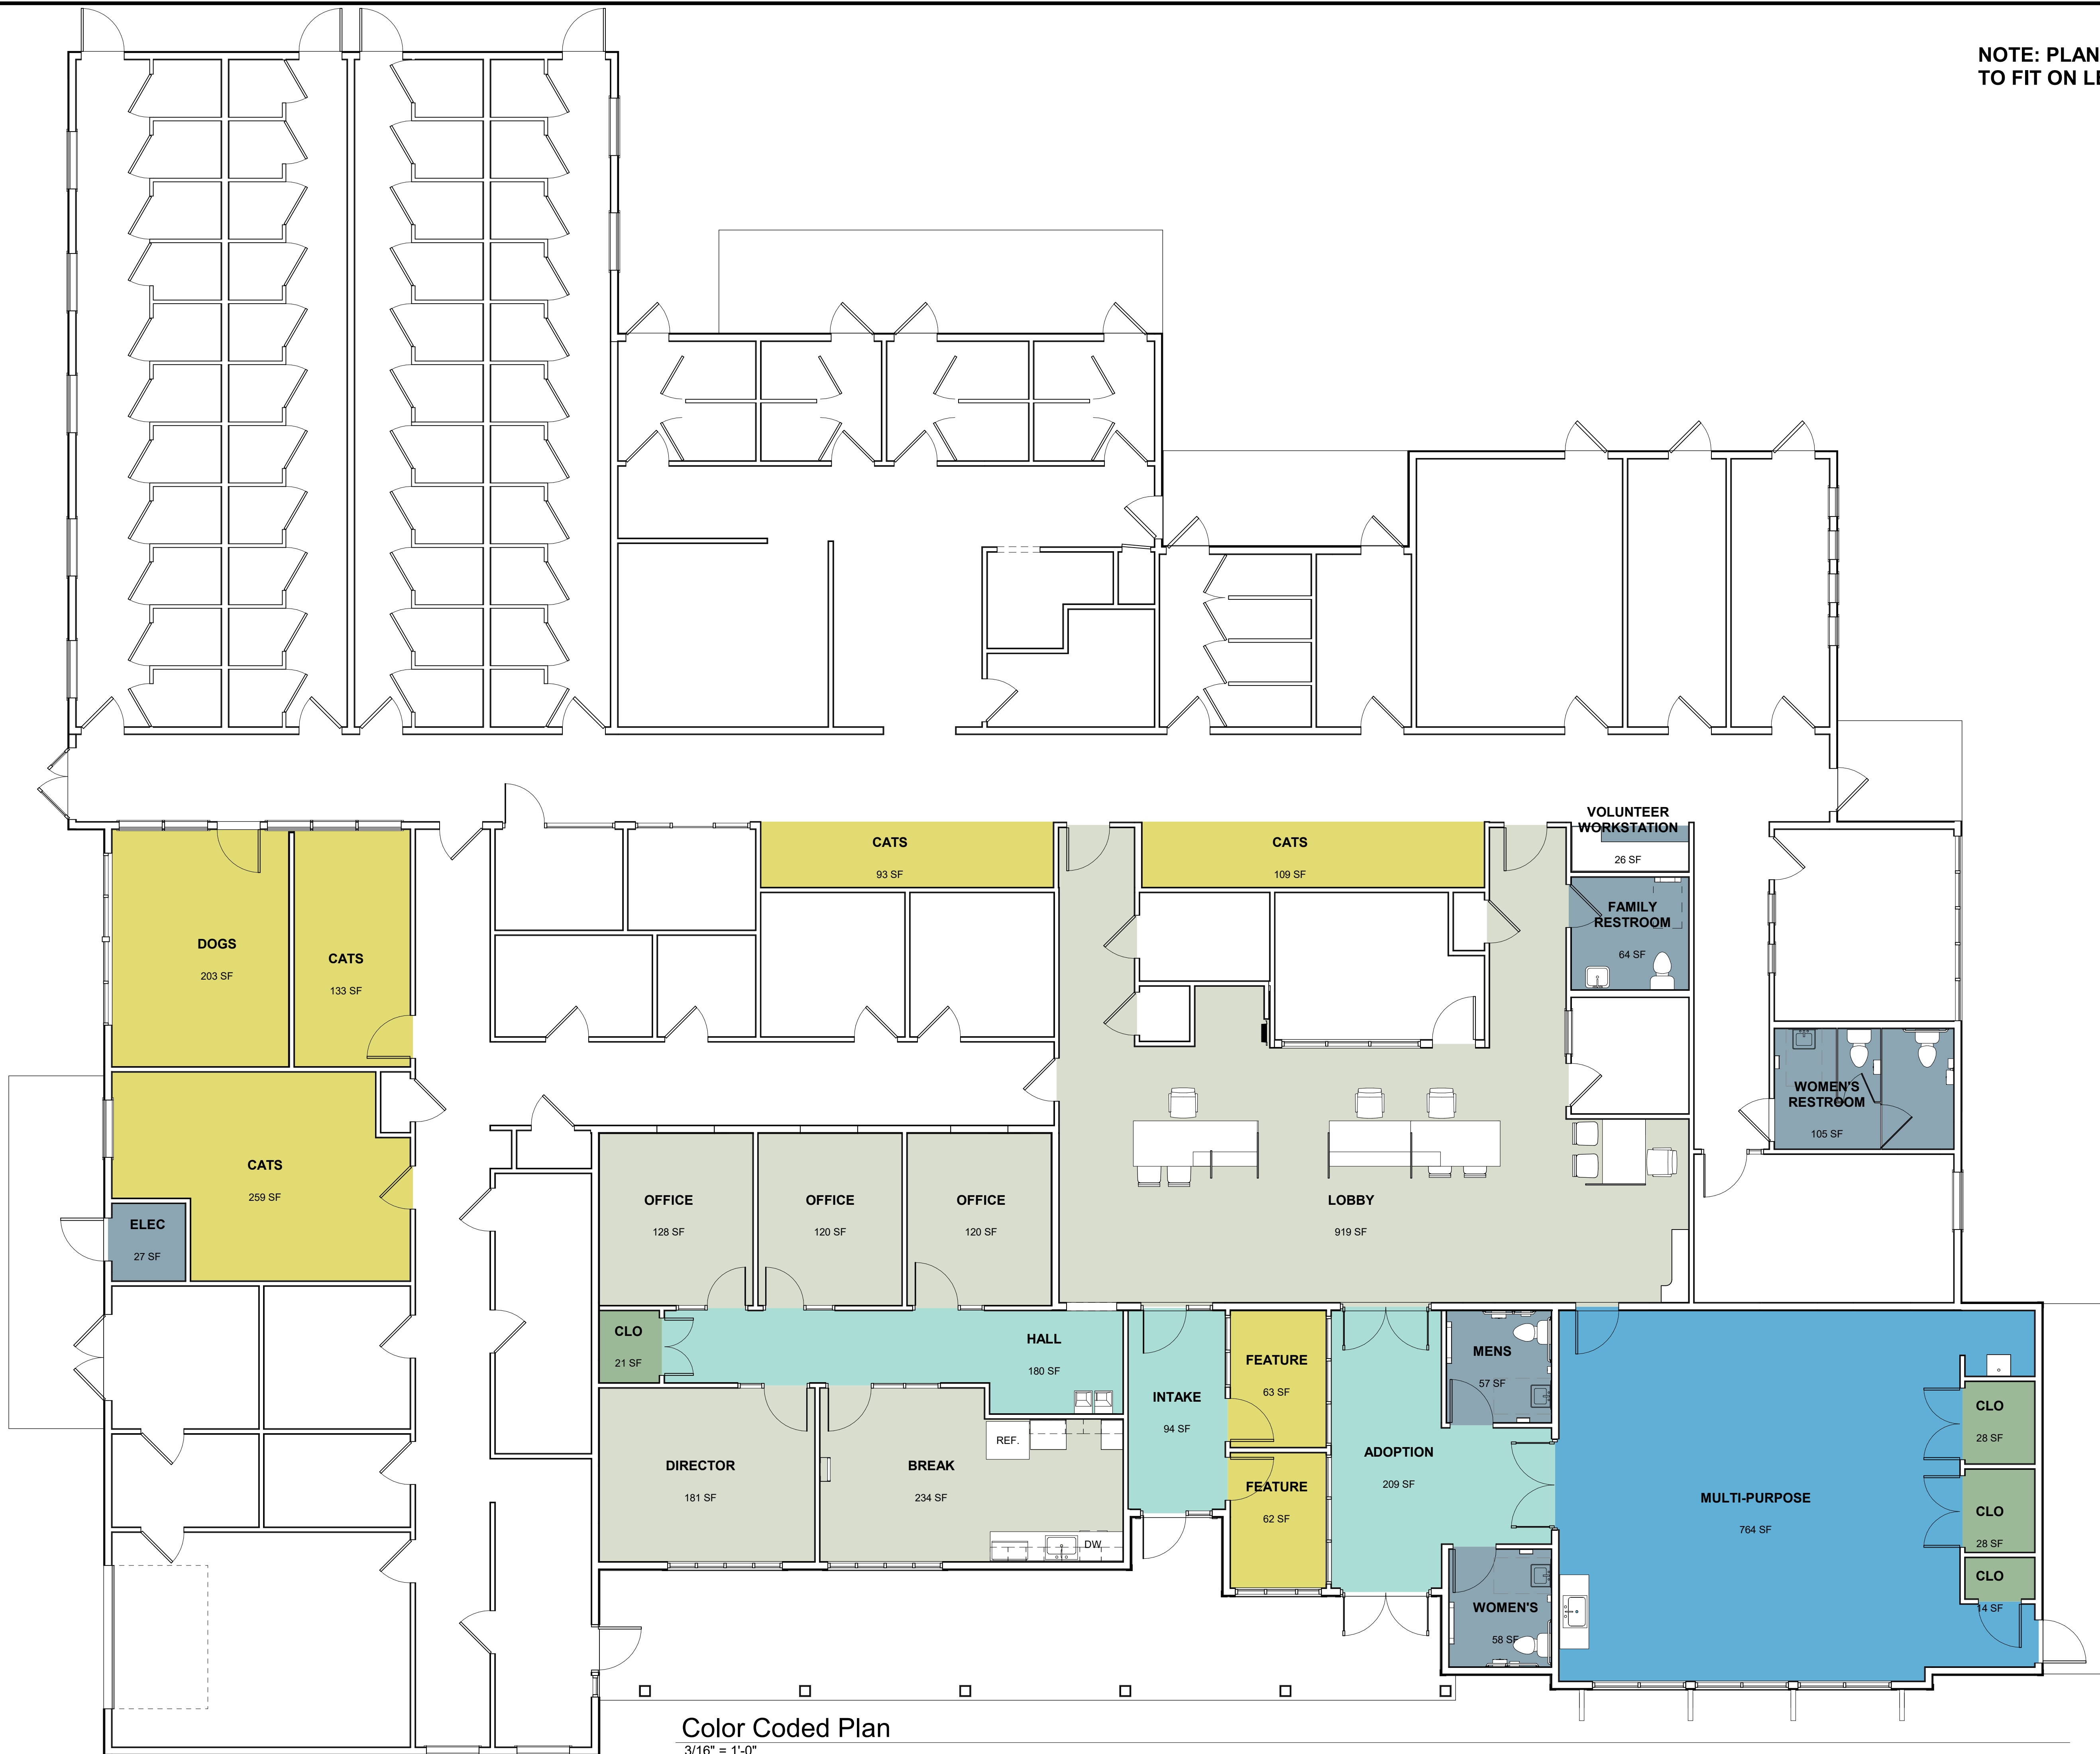 NOTE: PLAN
TO FIT ON LE
VOLUNTEER
WORKSTATION
26 SF
CATS
93 SF
CATS
109 SF
FAMILY
RESTROOM
64 SF
DOGS
203 SF
CATS
133 SF
WOMEN'S
RESTROOM
105 SF
CATS
259 SF
ELEC
27 SF
OFFICE
128 SF
OFFICE
120 SF
OFFICE
120 SF
LOBBY
919 SF
CLO
21 SF
HALL
180 SF
INTAKE
94 SF
FEATURE
63 SF
MENS
57 SF
CLO
28 SF
DIRECTOR
181 SF
BREAK
234 SF
REF.
DW
FEATURE
62 SF
ADOPTION
209 SF
MULTI-PURPOSE
764 SF
CLO
28 SF
CLO
14 SF
WOMEN'S
58 SF
Color Coded Plan
3/16" = 1'-0"